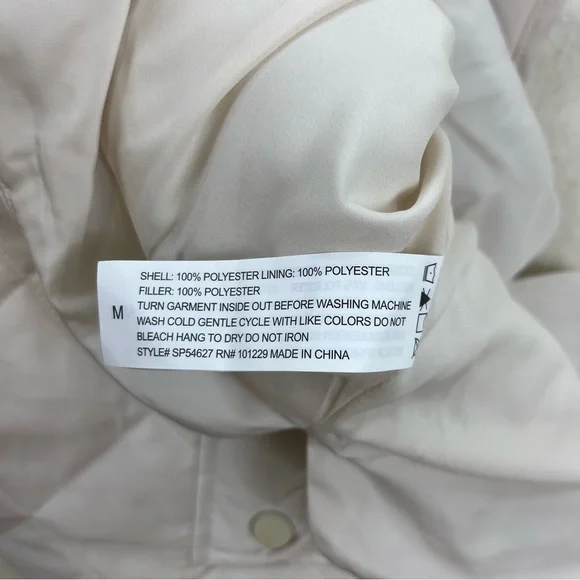 SHELL: 100% POLYESTER LINING: 100% POLYESTER
FILLER: 100% POLYESTER
TURN GARMENT INSIDE OUT BEFORE WASHING MACHINE
M
WASH COLD GENTLE CYCLE WITH LIKE COLORS DO NOT
BLEACH HANG TO DRY DO NOT IRON
STYLE# SP54627 RN# 101229 MADE IN CHINA